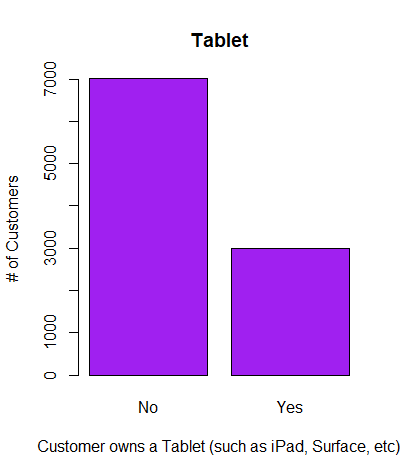 Tablet
7000
5000
3000
1000
0
# of Customers
No Yes
Customer owns a Tablet (such as iPad, Surface, etc)